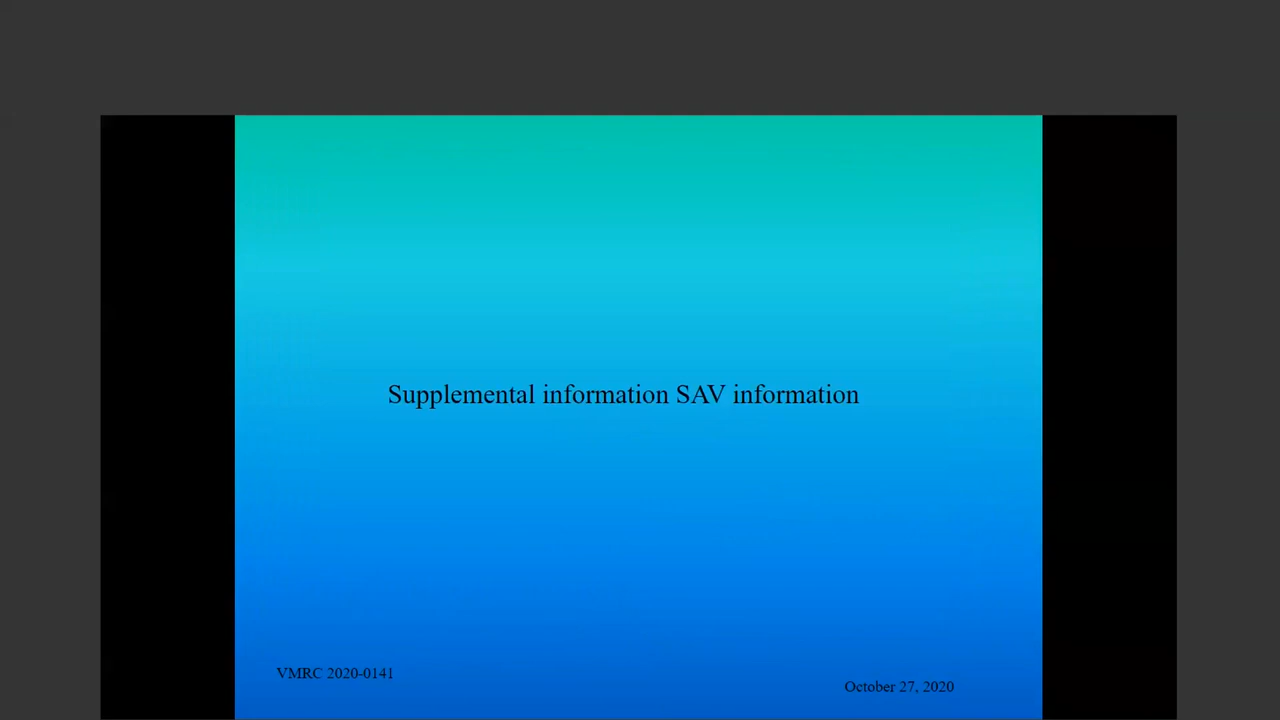 Supplemental information SAV information
VMRC 2020-0141
October 27, 2020